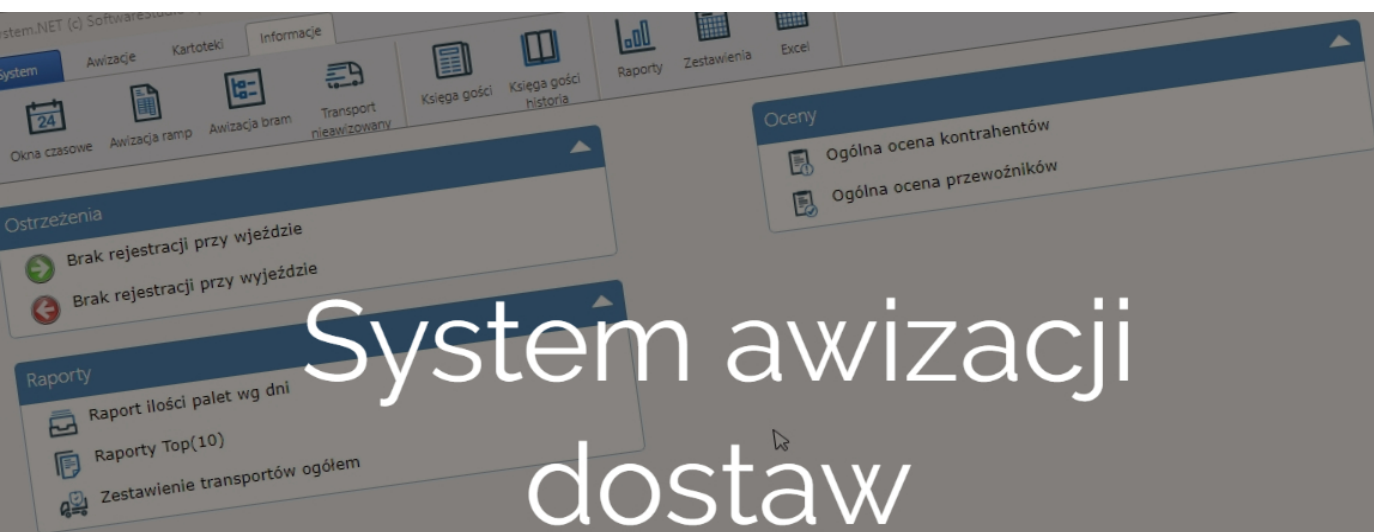 ystem.NET (c) SoftwareStudio
System
Awizacje
Kartoteki
Informacje
24
Okna czasowe
Awizacja ramp
Awizacja bram
Transport
nieawizowany
Księga gości
Księga gości
historia
Raporty
Zestawienia
Excel
Ostrzeżenia
Brak rejestracji przy wjeździe
Brak rejestracji przy wyjeździe
Raporty
Raport ilości palet wg dni
Raporty Top(10)
Zestawienie transportów ogółem
Oceny
Ogólna ocena kontrahentów
Ogólna ocena przewoźników
System awizacji
dostaw